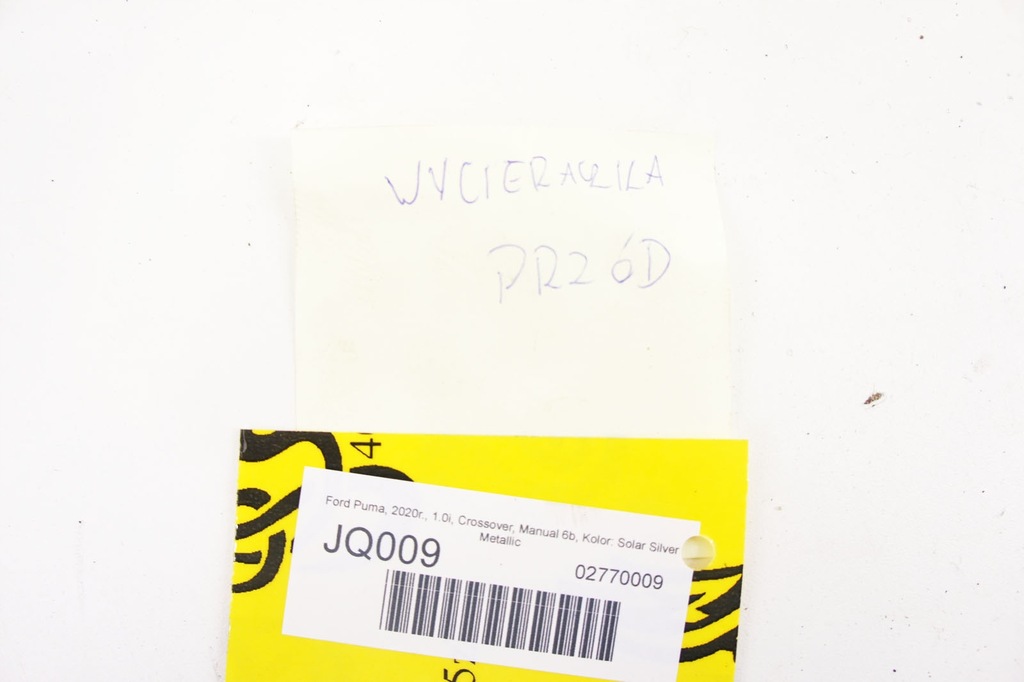 WYCIERACZKA
PRZÓD
Ford Puma, 2020r., 1.0i, Crossover, Manual 6b, Kolor: Solar Silver
Metallic
JQ009
02770009